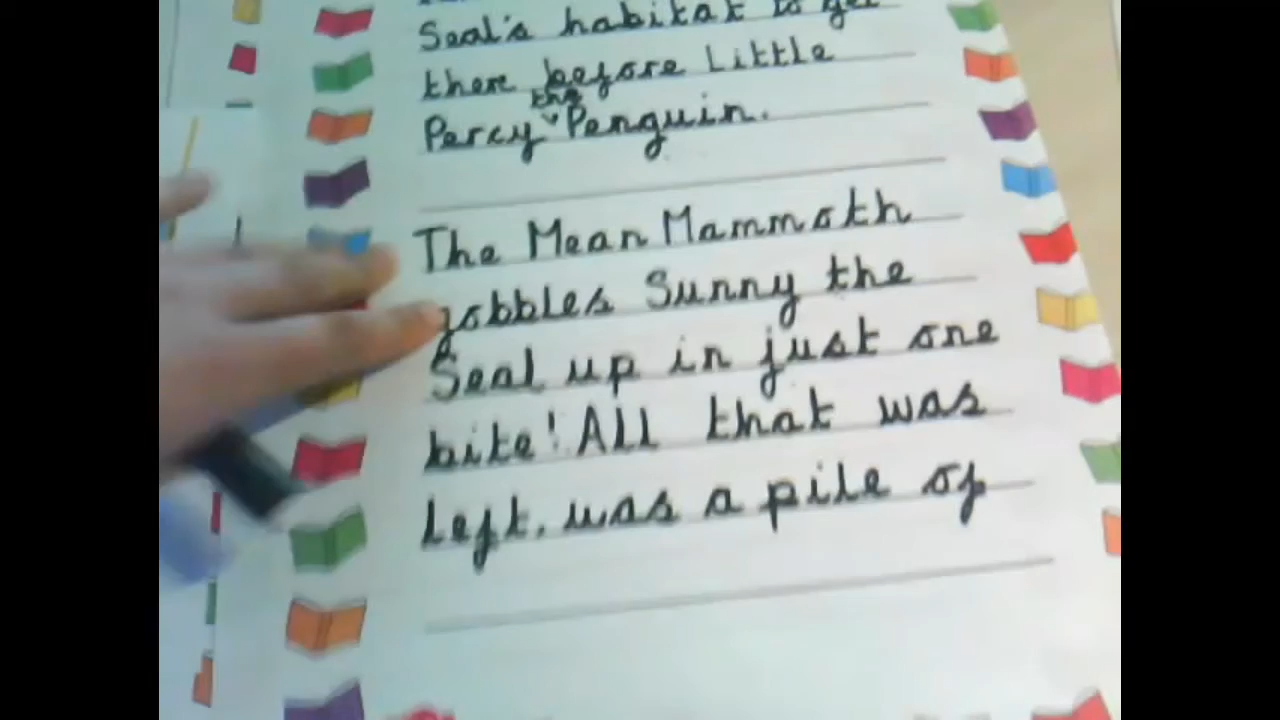 Seal's habitat to get
there before Little
the
Percy Penguin.
The Mean Mammoth
gobbles Sunny the
Seal up in just one
bite! All that was
left, was a pile of